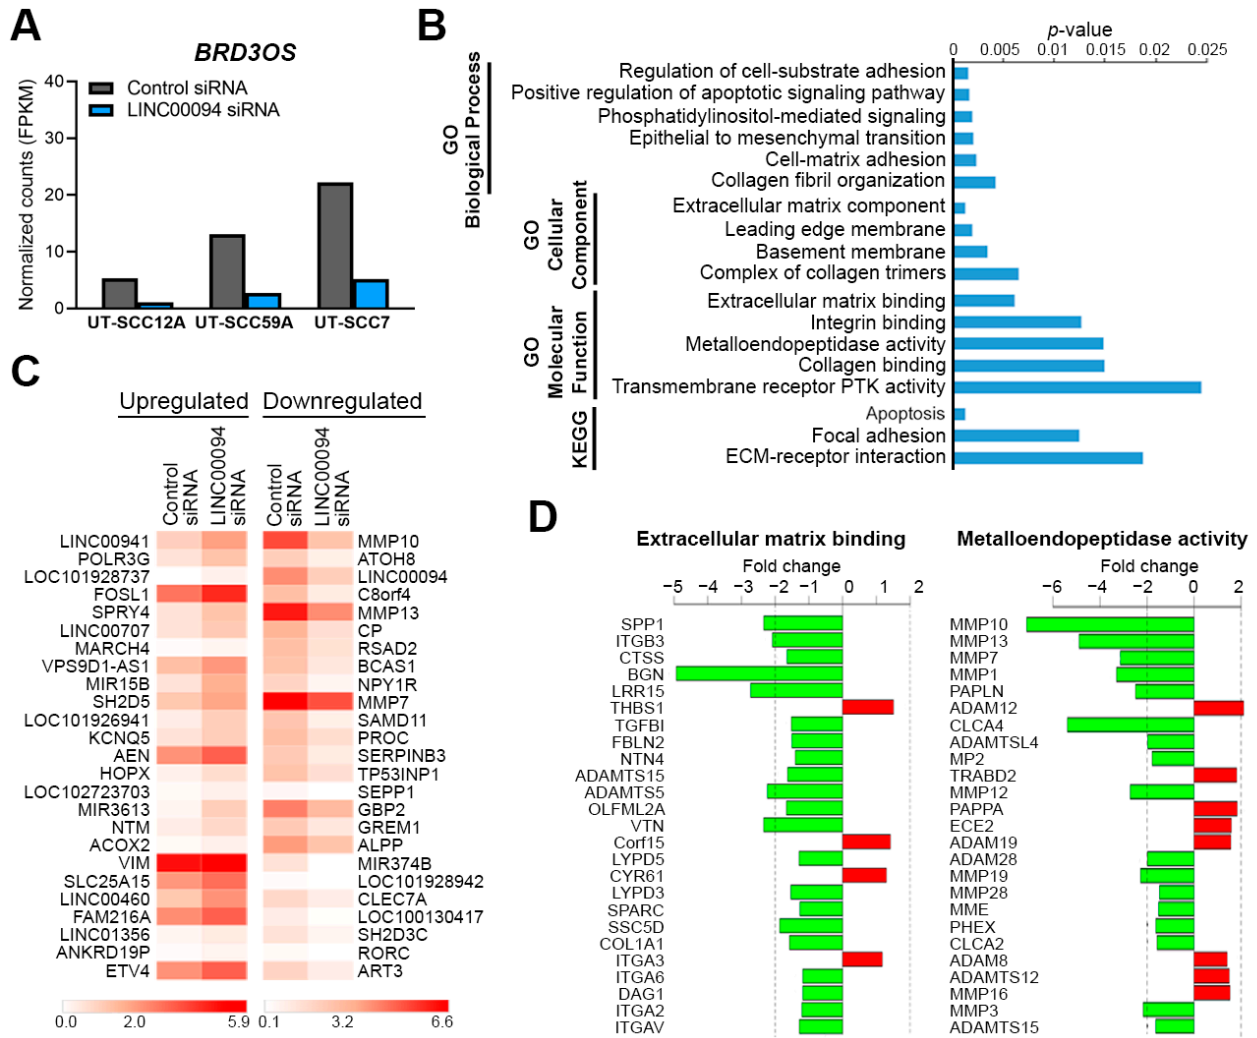 A
BRD3OS
Normalized counts (FPKM)
40
30
20
10
0
Control siRNA
LINC00094 siRNA
UT-SCC12A UT-SCC59A UT-SCC7
B
p-value
0 0.005 0.01 0.015 0.02 0.025
GO
Biological Process
Regulation of cell-substrate adhesion
Positive regulation of apoptotic signaling pathway
Phosphatidylinositol-mediated signaling
Epithelial to mesenchymal transition
Cell-matrix adhesion
Collagen fibril organization
GO
Cellular
Component
Extracellular matrix component
Leading edge membrane
Basement membrane
Complex of collagen trimers
GO
Molecular
Function
Extracellular matrix binding
Integrin binding
Metalloendopeptidase activity
Collagen binding
Transmembrane receptor PTK activity
KEGG
Apoptosis
Focal adhesion
ECM-receptor interaction
C
Upregulated Downregulated
Control
siRNA
LINC00094
siRNA
Control
siRNA
LINC00094
siRNA
LINC00941 MMP10
POLR3G ATOH8
LOC101928737 LINC00094
FOSL1 C8orf4
SPRY4 MMP13
LINC00707 CP
MARCH4 RSAD2
VPS9D1-AS1 BCAS1
MIR15B NPY1R
SH2D5 MMP7
LOC101926941 SAMD11
KCNQ5 PROC
AEN SERPINB3
HOPX TP53INP1
LOC102723703 SEPP1
MIR3613 GBP2
NTM GREM1
ACOX2 ALPP
VIM MIR374B
SLC25A15 LOC101928942
LINC00460 CLEC7A
FAM216A LOC100130417
LINC01356 SH2D3C
ANKRD19P RORC
ETV4 ART3
0.0 2.0 5.9 0.1 3.2 6.6
D
Extracellular matrix binding
Fold change
−5 −4 −3 −2 −1 0 1 2
SPP1
ITGB3
CTSS
BGN
LRR15
THBS1
TGFBI
FBLN2
NTN4
ADAMTS15
ADAMTS5
OLFML2A
VTN
Corf15
LYPD5
CYR61
LYPD3
SPARC
SSC5D
COL1A1
ITGA3
ITGA6
DAG1
ITGA2
ITGAV
Metalloendopeptidase activity
Fold change
−6 −4 −2 0 2
MMP10
MMP13
MMP7
MMP1
PAPLN
ADAM12
CLCA4
ADAMTSL4
MP2
TRABD2
MMP12
PAPPA
ECE2
ADAM19
ADAM28
MMP19
MMP28
MME
PHEX
CLCA2
ADAM8
ADAMTS12
MMP16
MMP3
ADAMTS15